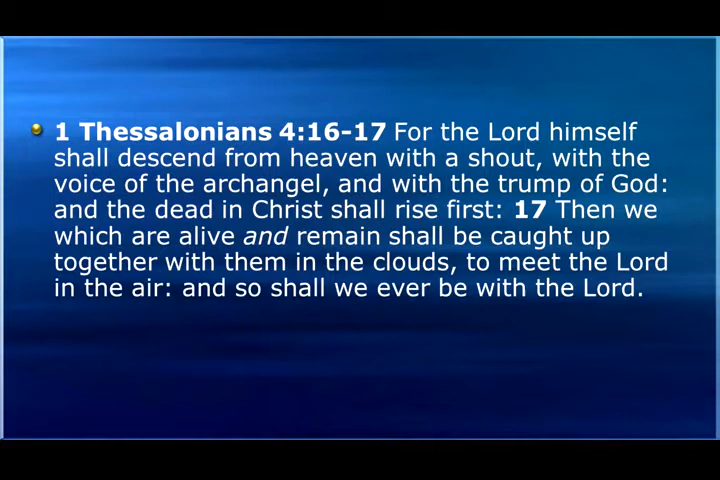 1 Thessalonians 4:16-17 For the Lord himself
shall descend from heaven with a shout, with the
voice of the archangel, and with the trump of God:
and the dead in Christ shall rise first: 17 Then we
which are alive and remain shall be caught up
together with them in the clouds, to meet the Lord
in the air: and so shall we ever be with the Lord.